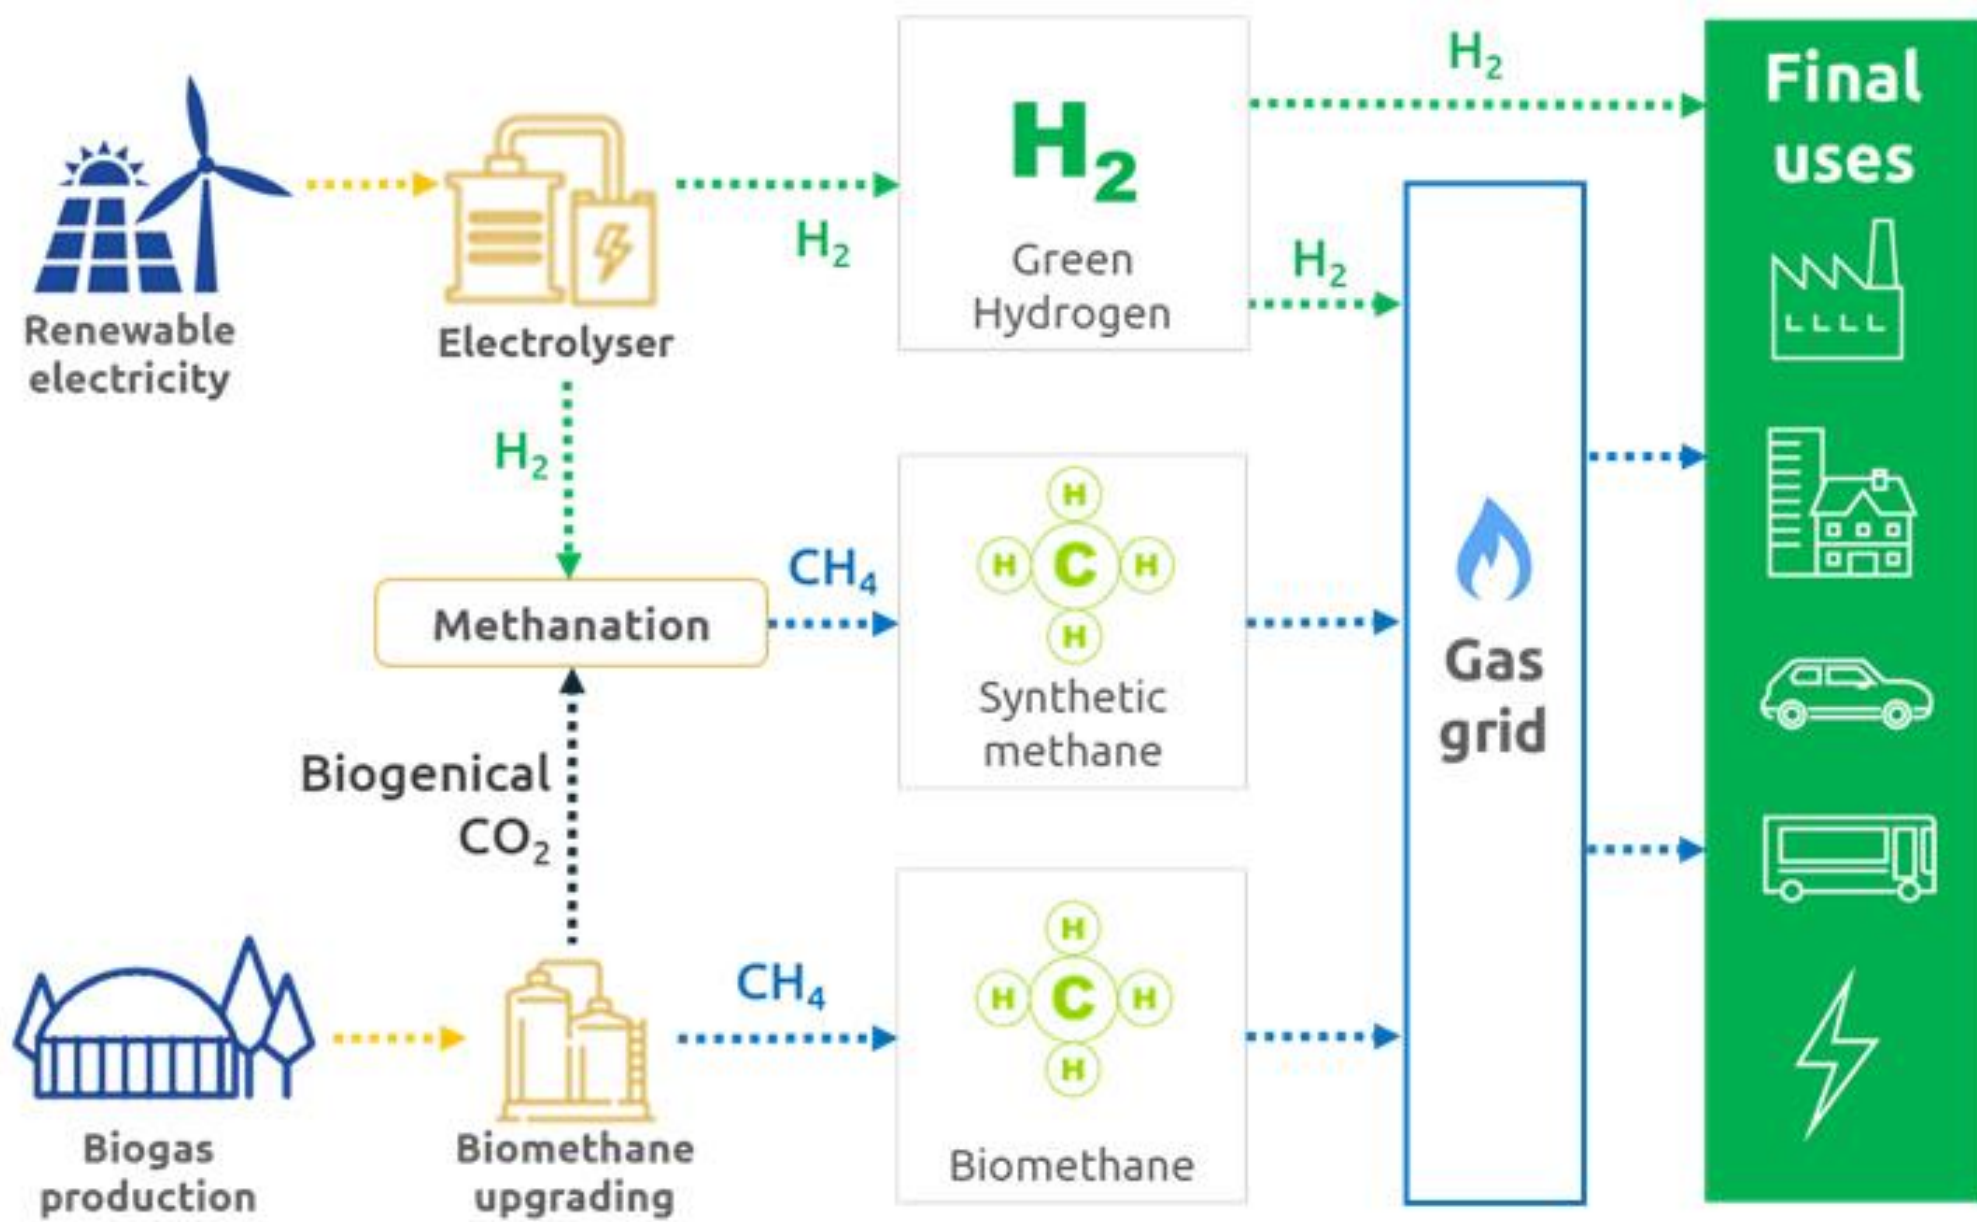 H2
Final
uses
H2
H2
Green
Hydrogen
H2
H2
Renewable
electricity
Electrolyser
H2
H
H C H
H
CH4
Methanation
Synthetic
methane
Gas
grid
Biogenical
CO2
H
H C H
H
CH4
Biogas
production
Biomethane
upgrading
Biomethane